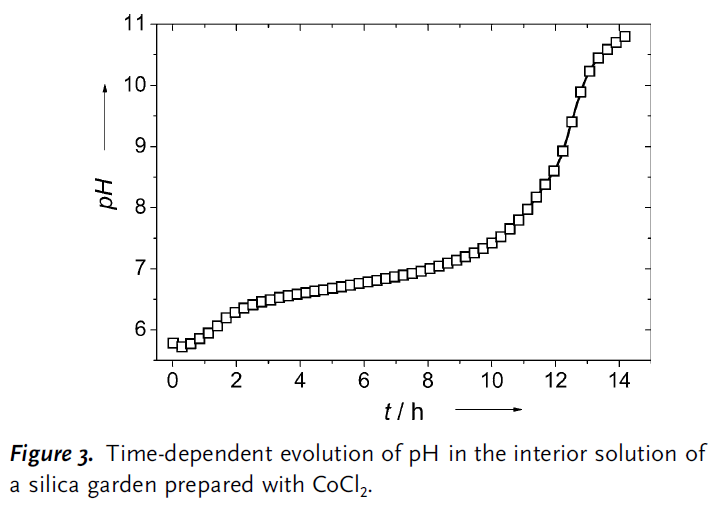 11
10
9
8
7
6
pH
0 2 4 6 8 10 12 14
t / h
Figure 3. Time-dependent evolution of pH in the interior solution of
a silica garden prepared with CoCl₂.